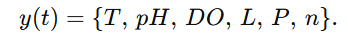 y(t) = {T, pH, DO, L, P, n}.